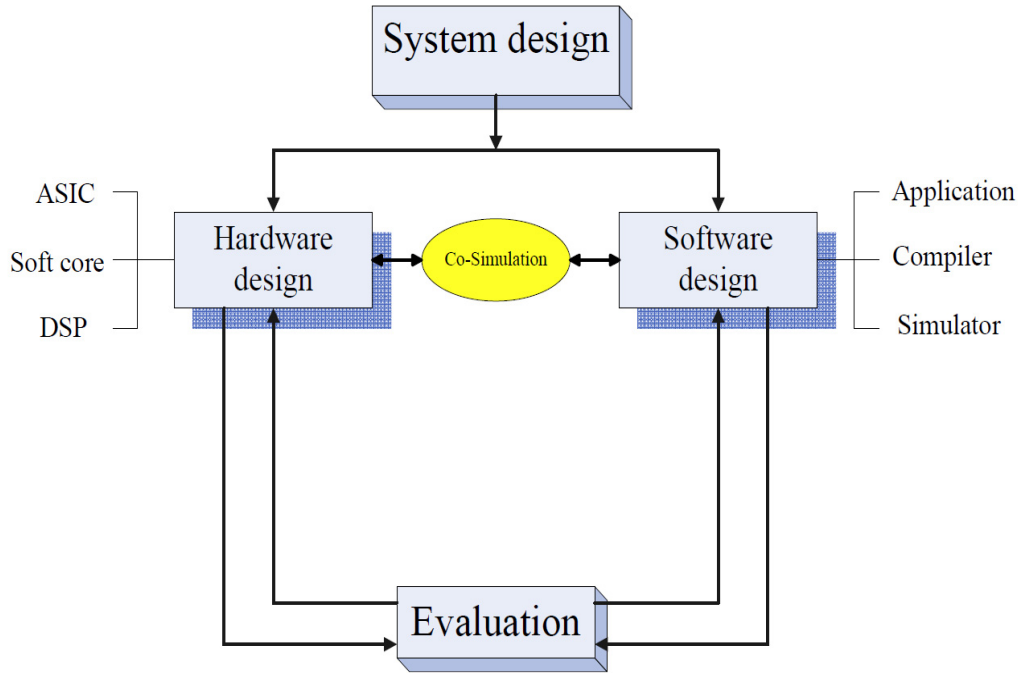 System design
ASIC
Soft core
DSP
Hardware
design
Co-Simulation
Software
design
Application
Compiler
Simulator
Evaluation